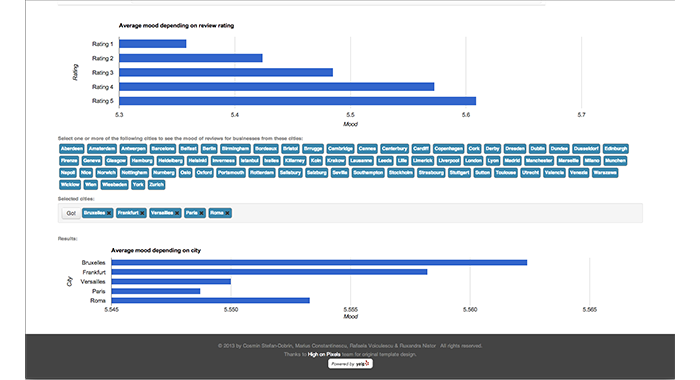 Average mood depending on review rating
Rating
Rating 1
Rating 2
Rating 3
Rating 4
Rating 5
5.3 5.4 5.5 5.6 5.7
Mood
Select one or more of the following cities to see the mood of reviews for businesses from these cities:
Aberdeen Amsterdam Antwerpen Barcelona Belfast Berlin Birmingham Bordeaux Bristol Brugge Cambridge Cannes Canterbury Cardiff Copenhagen Cork Derby Dresden Dublin Dundee Dusseldorf Edinburgh
Firenze Geneva Glasgow Hamburg Heidelberg Helsinki Inverness Istanbul Ixelles Killarney Koln Krakow Lausanne Leeds Lille Limerick Liverpool London Lyon Madrid Manchester Marseille Milano Munchen
Napoli Nice Norwich Nottingham Nurnberg Oslo Oxford Portsmouth Rotterdam Salisbury Salzburg Seville Southampton Stockholm Strasbourg Stuttgart Sutton Toulouse Utrecht Valencia Venezia Warszawa
Wicklow Wien Wiesbaden York Zurich
Selected cities:
Go! Bruxelles × Frankfurt × Versailles × Paris × Roma ×
Results:
Average mood depending on city
City
Bruxelles
Frankfurt
Versailles
Paris
Roma
5.545 5.550 5.555 5.560 5.565
Mood
© 2013 by Cosmin Stefan-Dobrin, Marius Constantinescu, Rafaela Voiculescu & Ruxandra Nistor · All rights reserved.
Thanks to High on Pixels team for original template design.
Powered by yelp